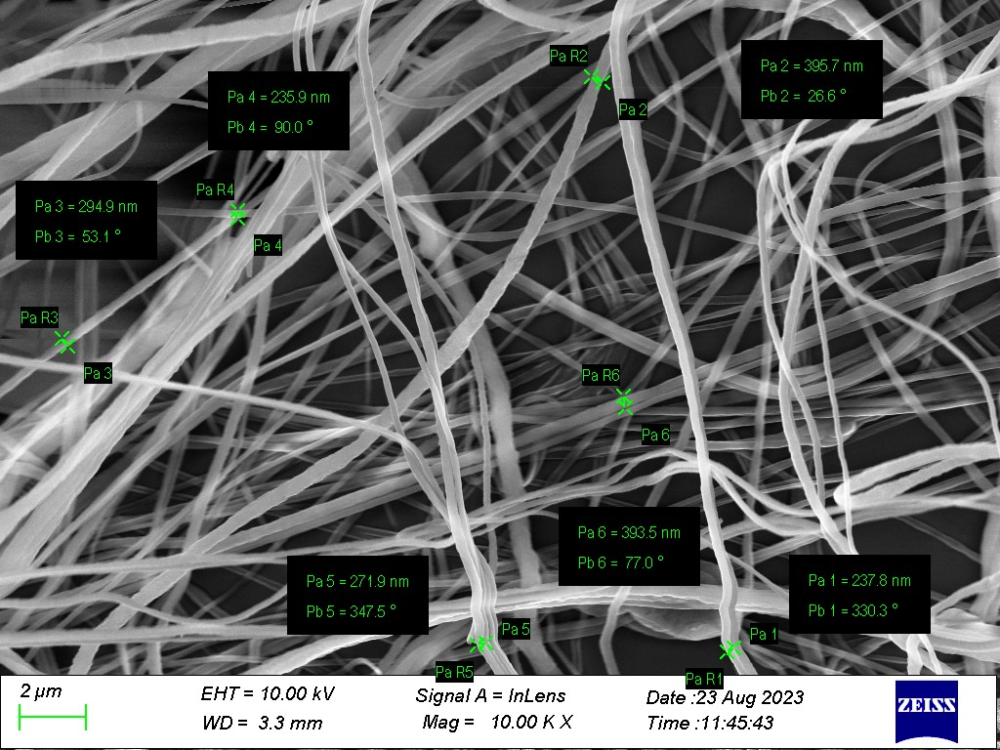 Pa R2
Pa 2 = 395.7 nm
Pb 2 = 26.6 °
Pa 2
Pa 4 = 235.9 nm
Pb 4 = 90.0 °
Pa R4
Pa 4
Pa 3 = 294.9 nm
Pb 3 = 53.1 °
Pa R3
Pa 3
Pa R6
Pa 6
Pa 6 = 393.5 nm
Pb 6 = 77.0 °
Pa 5 = 271.9 nm
Pb 5 = 347.5 °
Pa 1 = 237.8 nm
Pb 1 = 330.3 °
Pa 5
Pa 1
Pa R5
Pa R1
2 µm
EHT = 10.00 kV
Signal A = InLens
Date :23 Aug 2023
WD = 3.3 mm
Mag = 10.00 K X
Time :11:45:43
ZEISS